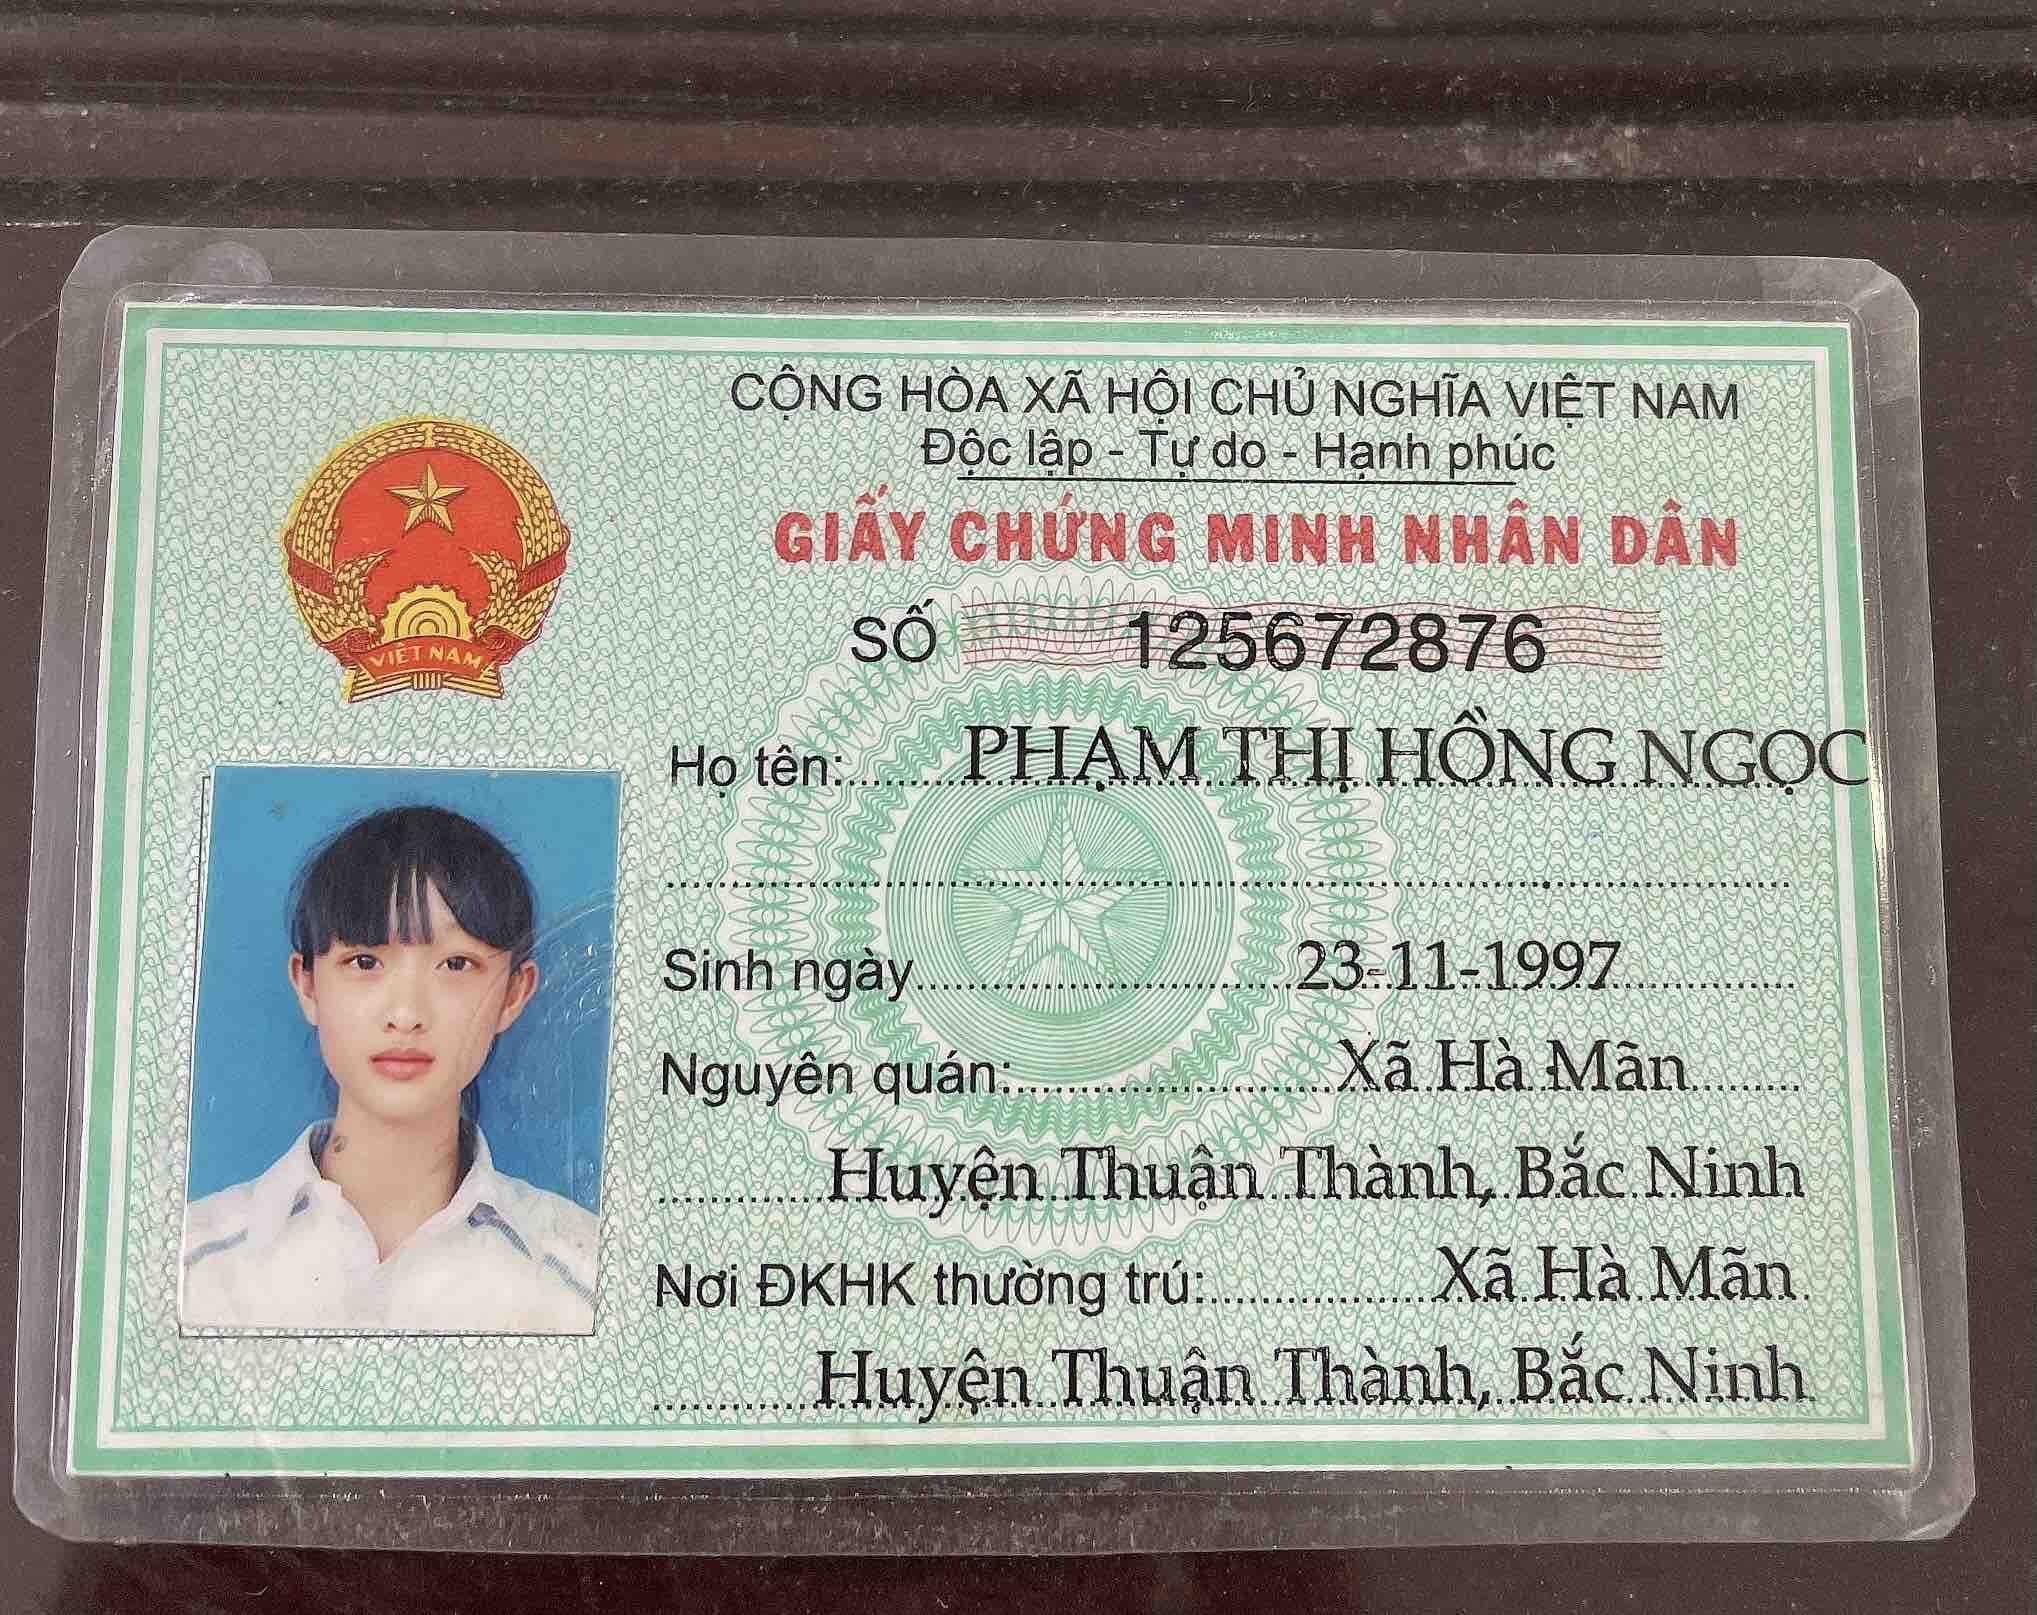 CỘNG HÒA XÃ HỘI CHỦ NGHĨA VIỆT NAM
Độc lập - Tự do - Hạnh phúc
GIẤY CHỨNG MINH NHÂN DÂN
SỐ 125672876
VIỆT NAM
Họ tên: PHẠM THỊ HỒNG NGỌC
Sinh ngày 23-11-1997
Nguyên quán: Xã Hà Mãn
Huyện Thuận Thành, Bắc Ninh
Nơi ĐKHK thường trú: Xã Hà Mãn
Huyện Thuận Thành, Bắc Ninh